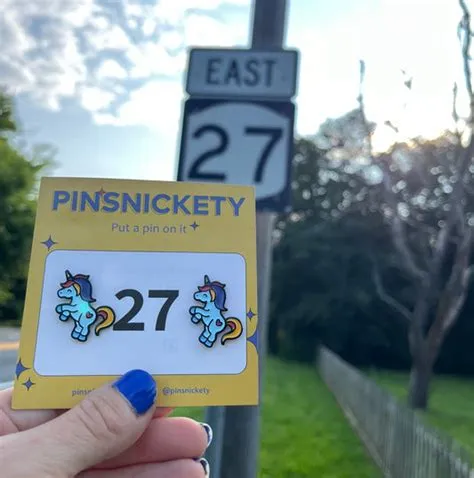 EAST
27
PINSNICKETY
Put a pin on it
27
@pinsnickety